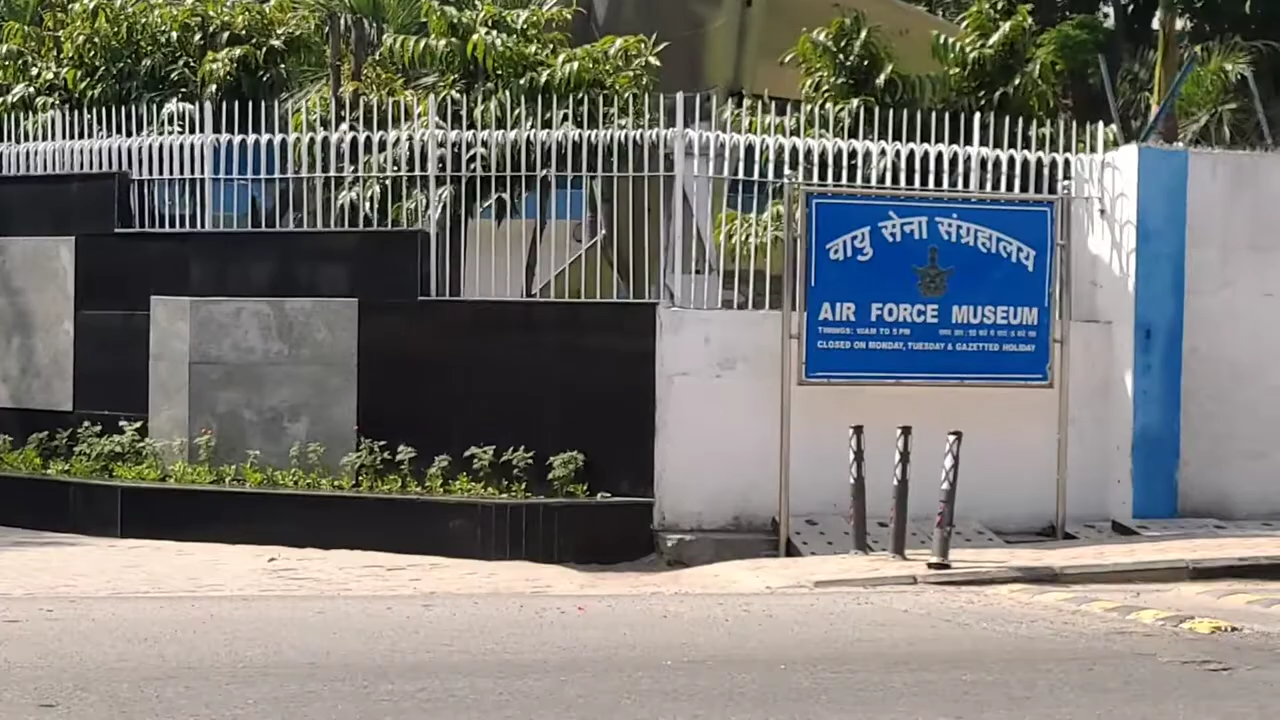 वायु सेना संग्रहालय
AIR FORCE MUSEUM
TIMINGS: 10AM TO 5 PM
CLOSED ON MONDAY, TUESDAY & GAZETTED HOLIDAY